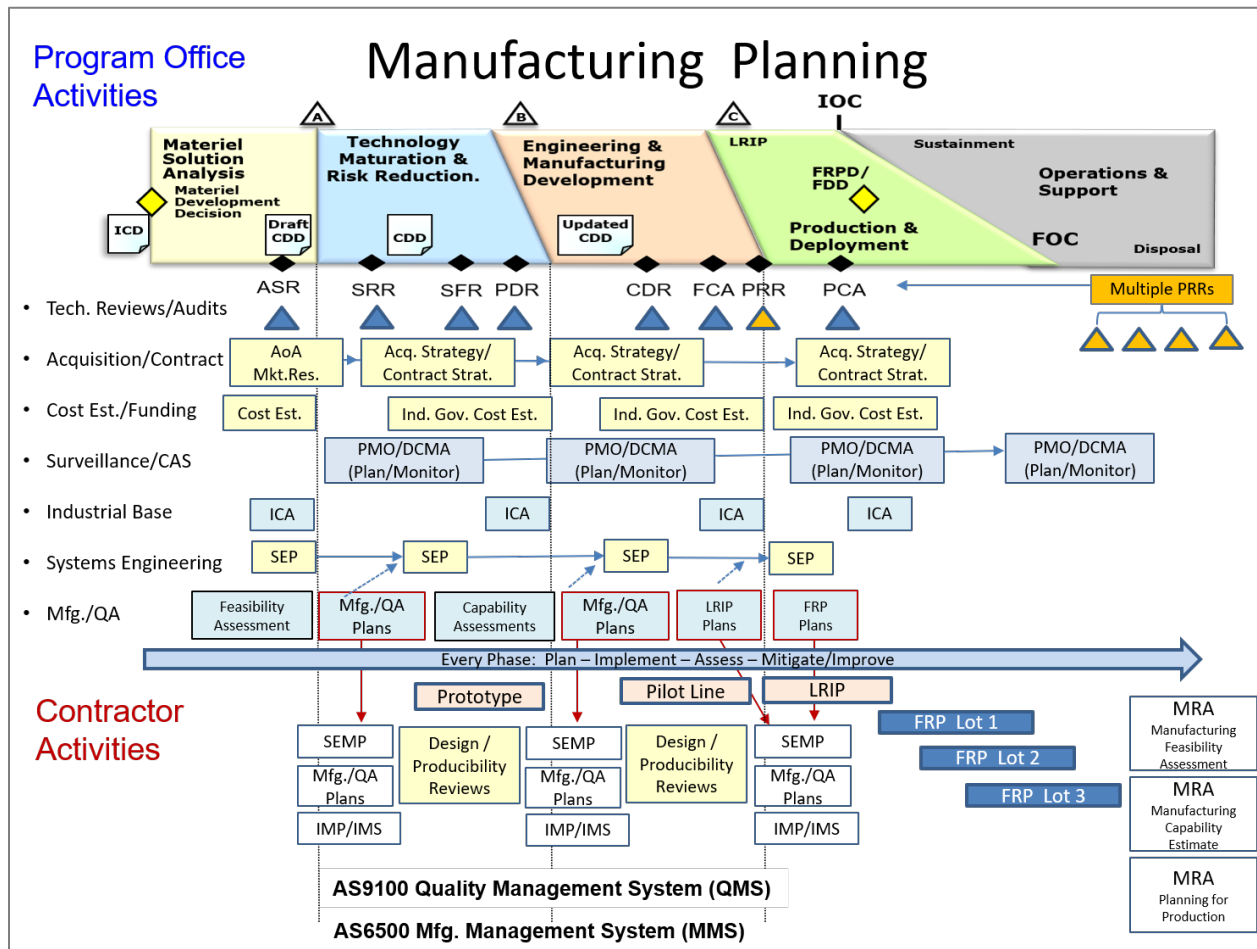 Program Office
Activities
Manufacturing Planning
A
B
C
IOC
Materiel
Solution
Analysis
Materiel
Development
Decision
ICD
Draft
CDD
Technology
Maturation &
Risk Reduction.
CDD
Engineering &
Manufacturing
Development
Updated
CDD
LRIP
FRPD/
FDD
Production &
Deployment
Sustainment
Operations &
Support
FOC
Disposal
ASR
SRR
SFR
PDR
CDR
FCA
PRR
PCA
Multiple PRRs
• Tech. Reviews/Audits
• Acquisition/Contract
AoA
Mkt.Res.
Acq. Strategy/
Contract Strat.
Acq. Strategy/
Contract Strat.
Acq. Strategy/
Contract Strat.
• Cost Est./Funding
Cost Est.
Ind. Gov. Cost Est.
Ind. Gov. Cost Est.
Ind. Gov. Cost Est.
• Surveillance/CAS
PMO/DCMA
(Plan/Monitor)
PMO/DCMA
(Plan/Monitor)
PMO/DCMA
(Plan/Monitor)
PMO/DCMA
(Plan/Monitor)
• Industrial Base
ICA
ICA
ICA
ICA
• Systems Engineering
SEP
SEP
SEP
SEP
• Mfg./QA
Feasibility
Assessment
Mfg./QA
Plans
Capability
Assessments
Mfg./QA
Plans
LRIP
Plans
FRP
Plans
Every Phase: Plan – Implement – Assess – Mitigate/Improve
Contractor
Activities
Prototype
Pilot Line
LRIP
FRP Lot 1
FRP Lot 2
FRP Lot 3
SEMP
Mfg./QA
Plans
IMP/IMS
Design /
Producibility
Reviews
SEMP
Mfg./QA
Plans
IMP/IMS
Design /
Producibility
Reviews
SEMP
Mfg./QA
Plans
IMP/IMS
MRA
Manufacturing
Feasibility
Assessment
MRA
Manufacturing
Capability
Estimate
MRA
Planning for
Production
AS9100 Quality Management System (QMS)
AS6500 Mfg. Management System (MMS)